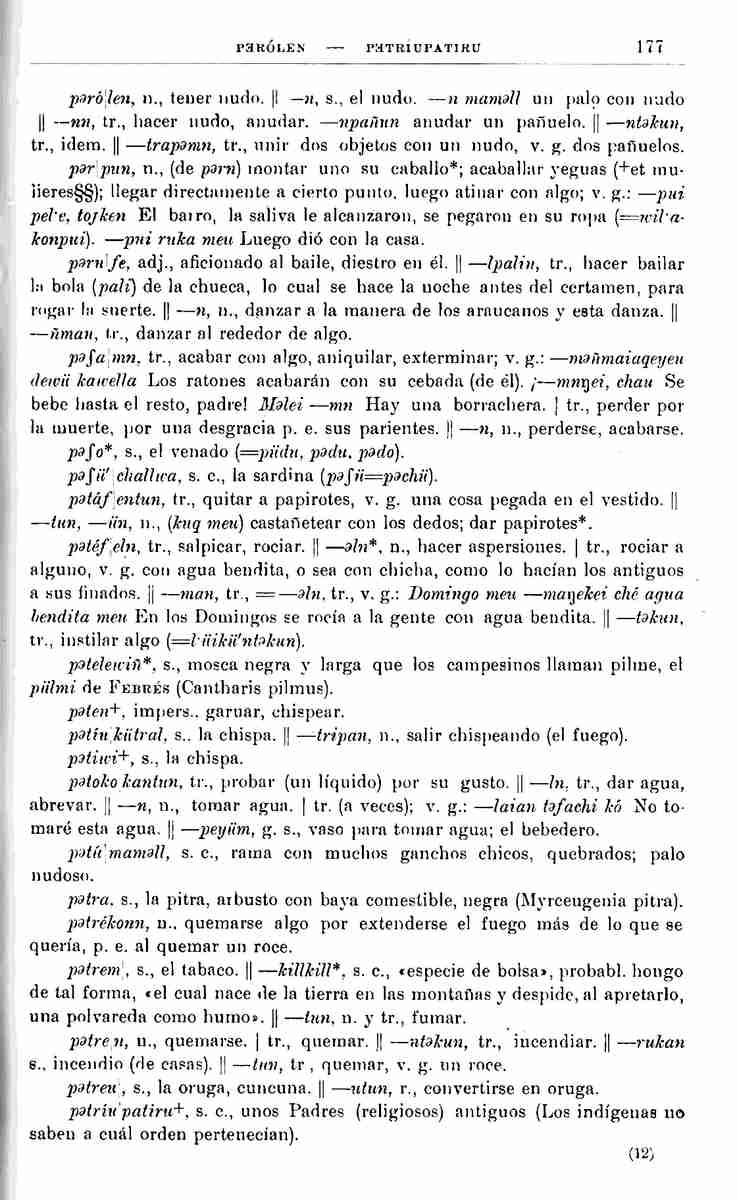 PƏRÓLEN — PƏTRÍUPATIRU 177
pəró|len, n., tener nudo. || —n, s., el nudo. —n maməll un palo con nudo
|| —nn, tr., hacer nudo, anudar. —npañun anudar un pañuelo. || —ntəkun,
tr., idem. || —trapəmn, tr., unir dos objetos con un nudo, v. g. dos pañuelos.
pər|pun, n., (de pərn) montar uno su caballo*; acaballar yeguas (+et mu-
lieres§§); llegar directamente a cierto punto, luego atinar con algo; v. g.: —pui
tojken El barro, la saliva le alcanzaron, se pegaron en su ropa
konpui). —pui ruka meu Luego dió con la casa.
pəru|fe, adj., aficionado al baile, diestro en él. || —lpalin, tr., hacer bailar
la bola (pali) de la chueca, lo cual se hace la noche antes del certamen, para
rogar la suerte. || —n, n., danzar a la manera de los araucanos y esta danza. ||
—ñman, tr., danzar al rededor de algo.
pəʃa|mn, tr., acabar con algo, aniquilar, exterminar; v. g.: —məñmaiaqeyeu
dewü kawella Los ratones acabarán con su cebada (de él). ¡—mnŋei, chau Se
bebe hasta el resto, padre! Məlei —mn Hay una borrachera. | tr., perder por
la muerte, por una desgracia p. e. sus parientes. || —n, n., perderse, acabarse.
pəʃo*, s., el venado (=püdu, pədu, pədo).
pəʃü'|challwa, s. c., la sardina (pəʃü=pəchü).
pətáf|entun, tr., quitar a papirotes, v. g. una cosa pegada en el vestido. ||
—tun, —ün, n., (kuq meu) castañetear con los dedos; dar papirotes*.
pətéf|eln, tr., salpicar, rociar. || —əln*, n., hacer aspersiones. | tr., rociar a
alguno, v. g. con agua bendita, o sea con chicha, como lo hacían los antiguos
a sus finados. || —man, tr., =—əln, tr., v. g.: Domingo meu —maŋekei ché agua
bendita meu En los Domingos se rocía a la gente con agua bendita. || —təkun,
tr., instilar algo (=l·üikü'ntəkun).
pətelewiñ*, s., mosca negra y larga que los campesinos llaman pilme, el
pülmi de FEBRÉS (Cantharis pilmus).
pəten+, impers.. garuar, chispear.
pətíu|kütral, s.. la chispa. || —tripan, n., salir chispeando (el fuego).
pətiwi+, s., la chispa.
pətoko|kantun, tr., probar (un líquido) por su gusto. || —ln, tr., dar agua,
abrevar. || —n, n., tomar agua. | tr. (a veces); v. g.: —laian təfachi kó No to-
maré esta agua. || —peyüm, g. s., vaso para tomar agua; el bebedero.
maməll, s. c., rama con muchos ganchos chicos, quebrados; palo
nudoso.
pətra, s., la pitra, arbusto con baya comestible, negra (Myrceugenia pitra).
pətrékonn, n., quemarse algo por extenderse el fuego más de lo que se
quería, p. e. al quemar un roce.
pətrem|, s., el tabaco. || —killkill*, s. c., «especie de bolsa», probabl. hongo
de tal forma, «el cual nace de la tierra en las montañas y despide, al apretarlo,
una polvareda como humo». || —tun, n. y tr., fumar.
pətre|n, n., quemarse. | tr., quemar. || —ntəkun, tr., incendiar. || —rukan
s., incendio (de casas). || —tun, tr, quemar, v. g. un roce.
pətreu|, s., la oruga, cuncuna. || —utun, r., convertirse en oruga.
pətríu|patiru+, s. c., unos Padres (religiosos) antiguos (Los indígenas no
saben a cuál orden pertenecían).
(12)